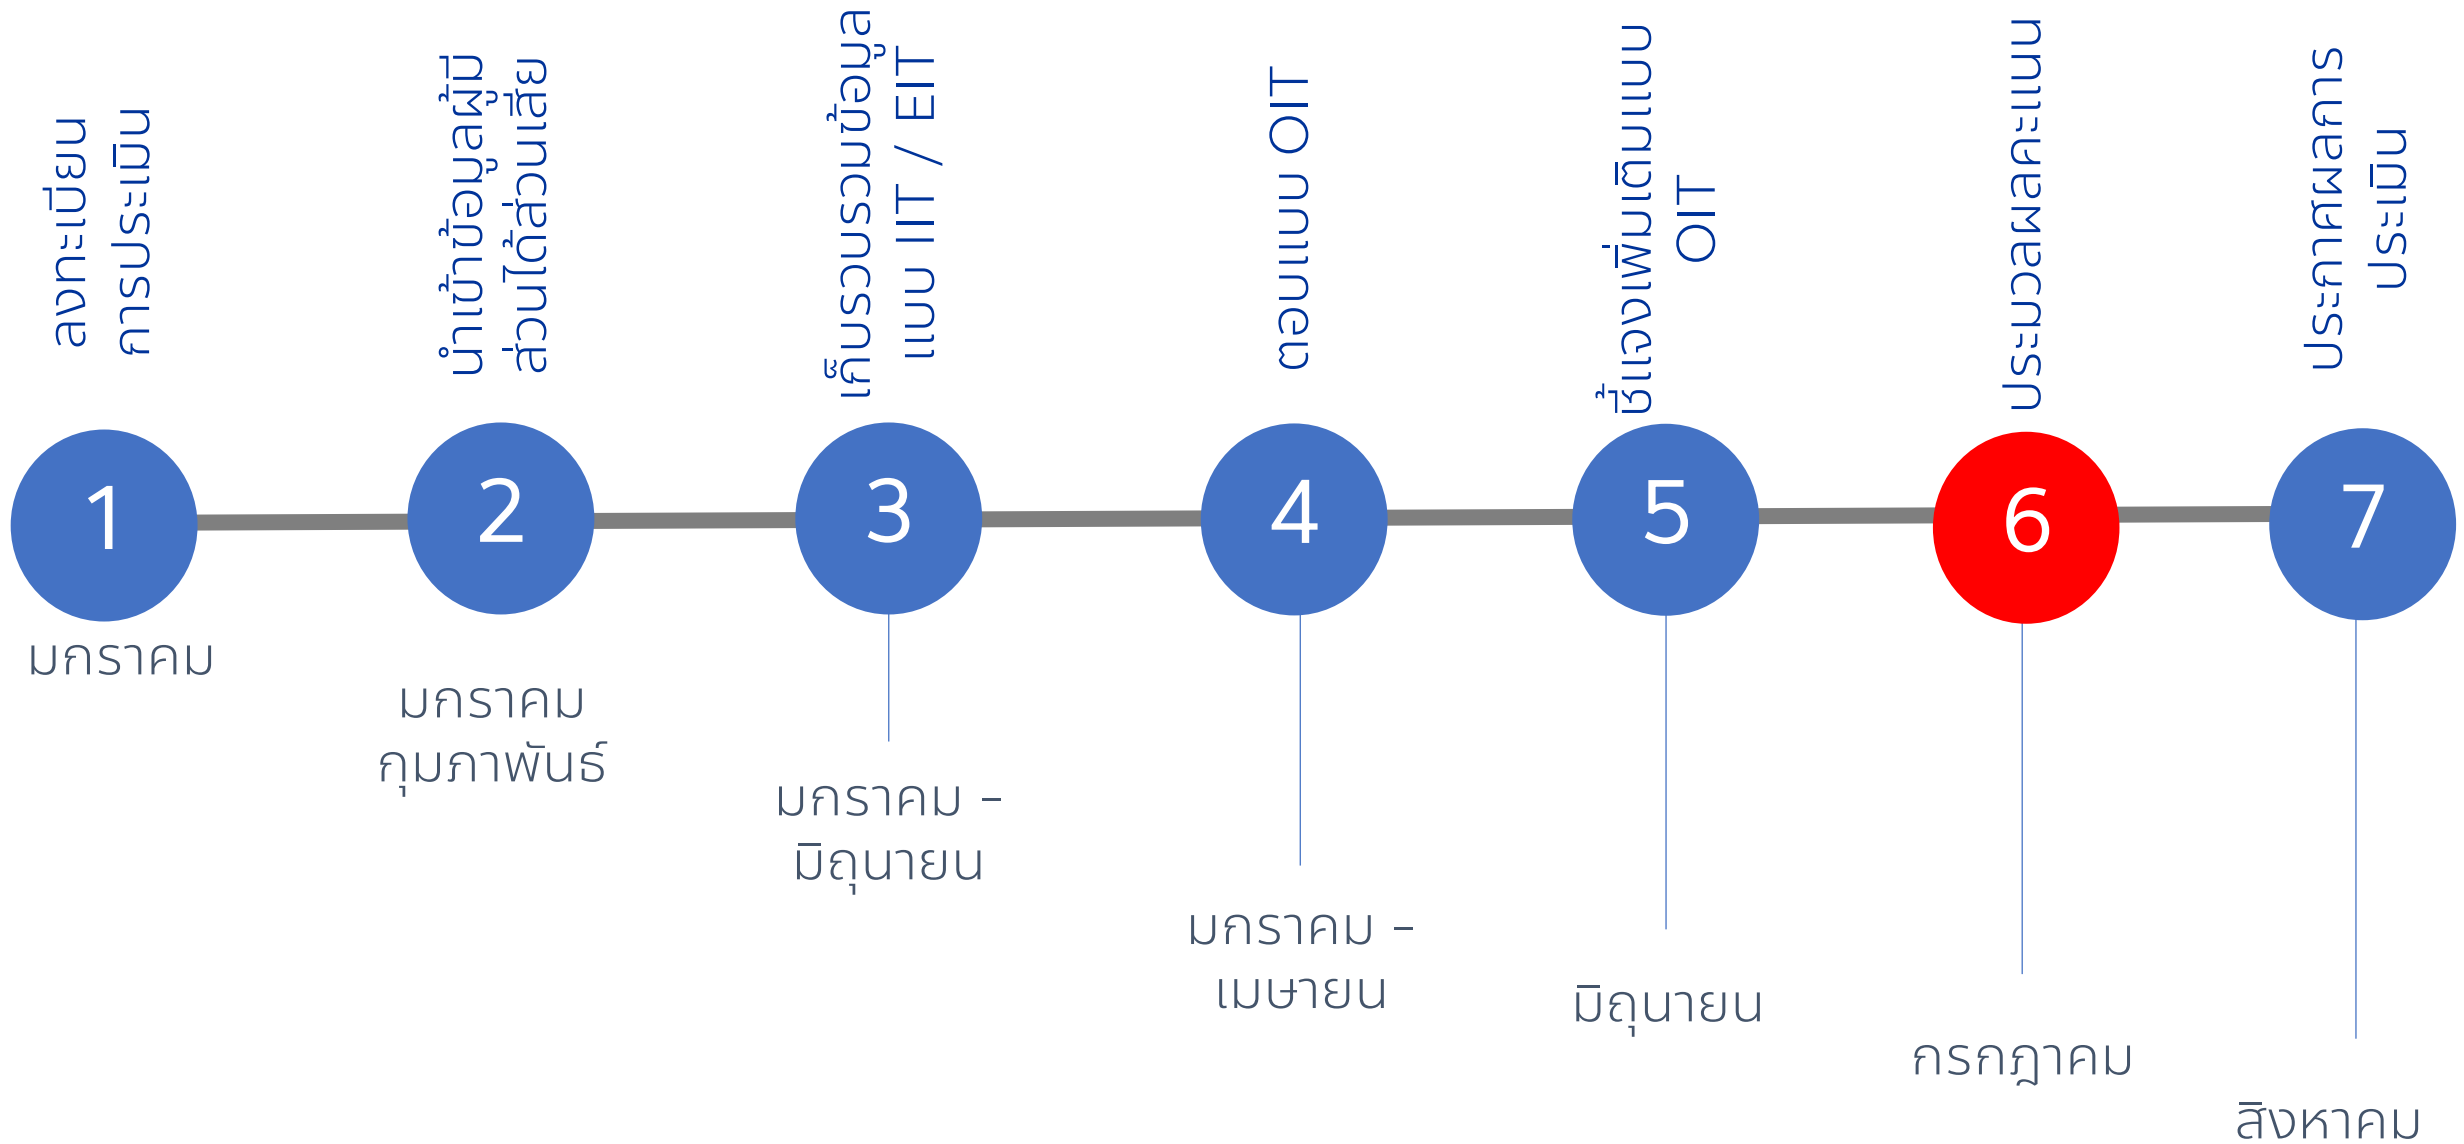 ลงทะเบียน
การประเมิน
นำเข้าข้อมูลผู้มี
ส่วนได้ส่วนเสีย
เก็บรวบรวมข้อมูล
แบบ IIT / EIT
ตอบแบบ OIT
ชี้แจงเพิ่มเติมแบบ
OIT
ประมวลผลคะแนน
ประกาศผลการ
ประเมิน
1
2
3
4
5
6
7
มกราคม
มกราคม
กุมภาพันธ์
มกราคม -
มิถุนายน
มกราคม -
เมษายน
มิถุนายน
กรกฎาคม
สิงหาคม